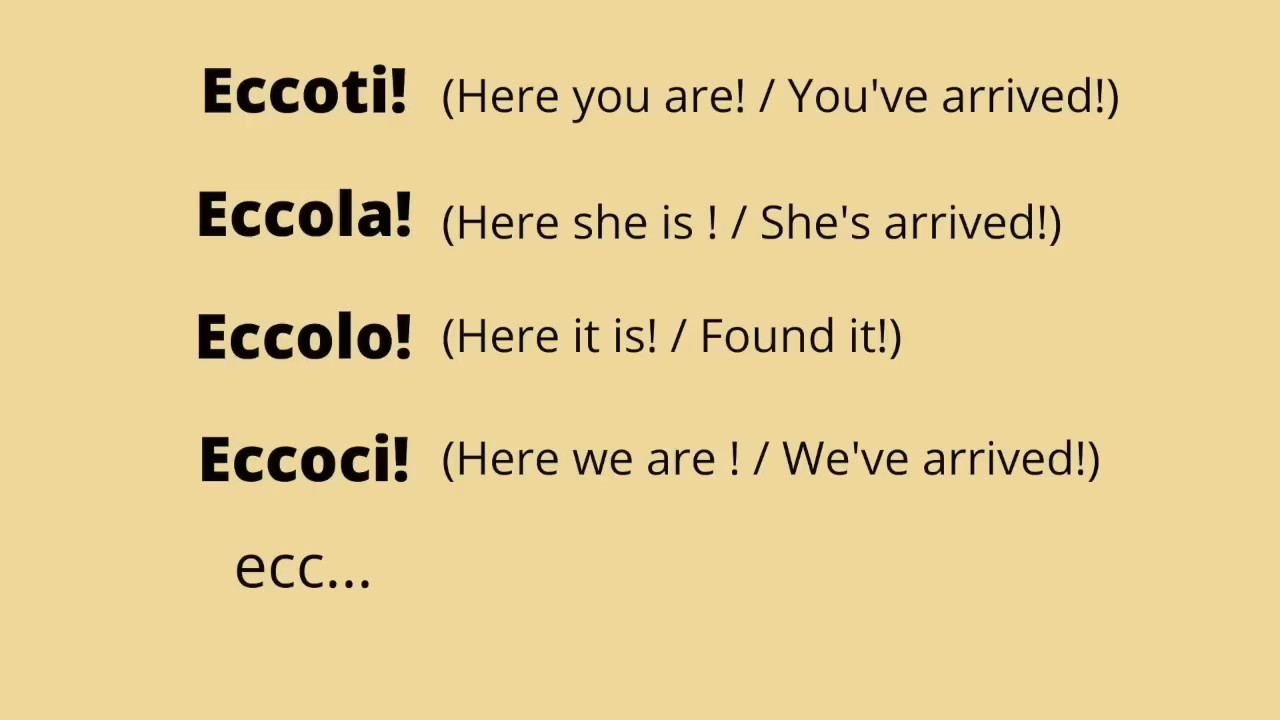 Eccoti! (Here you are! / You've arrived!)
Eccola! (Here she is ! / She's arrived!)
Eccolo! (Here it is! / Found it!)
Eccoci! (Here we are ! / We've arrived!)
ecc...